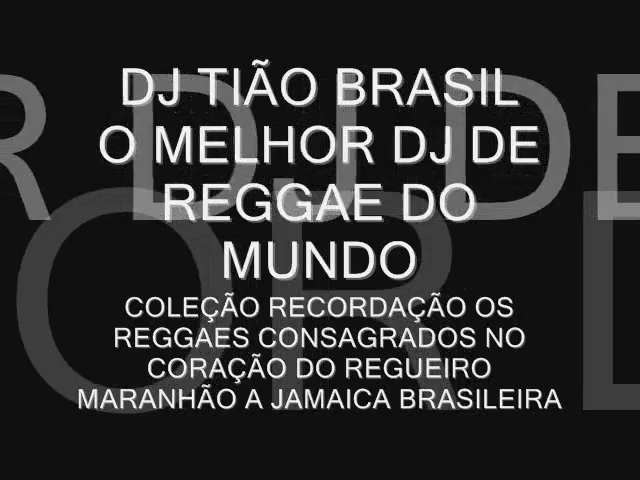 DJ TIÃO BRASIL
O MELHOR DJ DE
REGGAE DO
MUNDO
COLEÇÃO RECORDAÇÃO OS
REGGAES CONSAGRADOS NO
CORAÇÃO DO REGUEIRO
MARANHÃO A JAMAICA BRASILEIRA